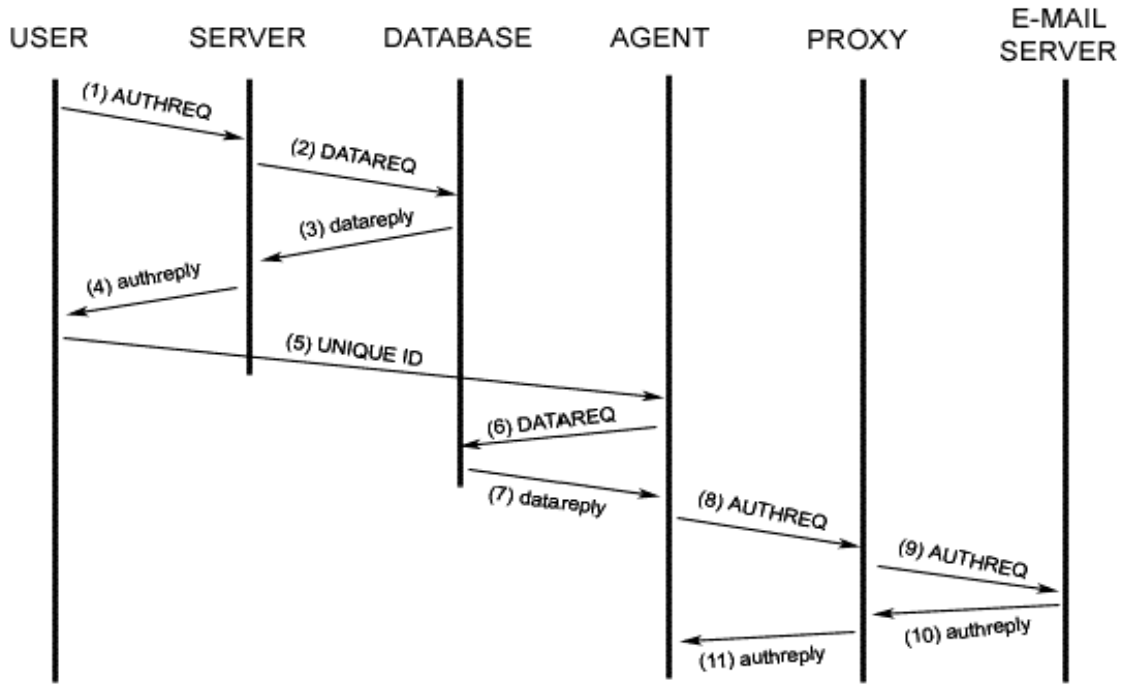 USER
SERVER
DATABASE
AGENT
PROXY
E-MAIL
SERVER
(1) AUTHREQ
(2) DATAREQ
(3) datareply
(4) authreply
(5) UNIQUE ID
(6) DATAREQ
(7) datareply
(8) AUTHREQ
(9) AUTHREQ
(10) authreply
(11) authreply